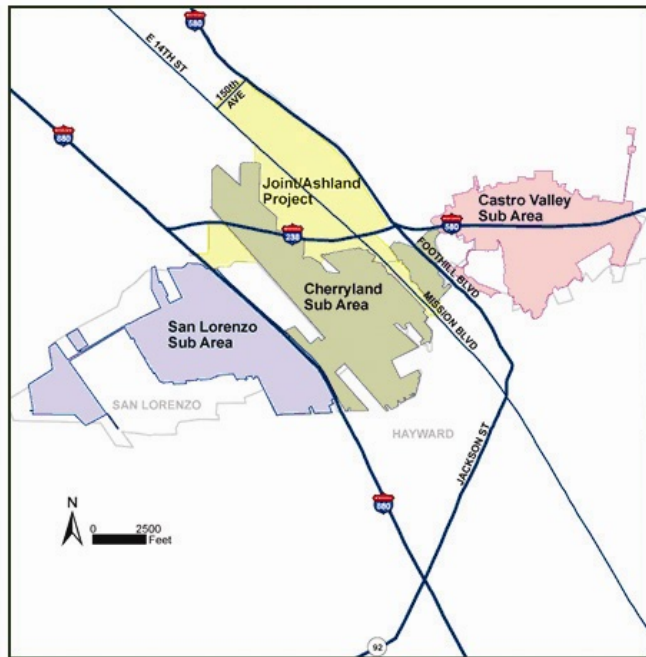 580
E 14TH ST
150th
AVE
880
Joint/Ashland
Project
Castro Valley
Sub Area
580
238
FOOTHILL BLVD
Cherryland
Sub Area
MISSION BLVD
San Lorenzo
Sub Area
SAN LORENZO
HAYWARD
JACKSON ST
N
0 2500
Feet
880
92